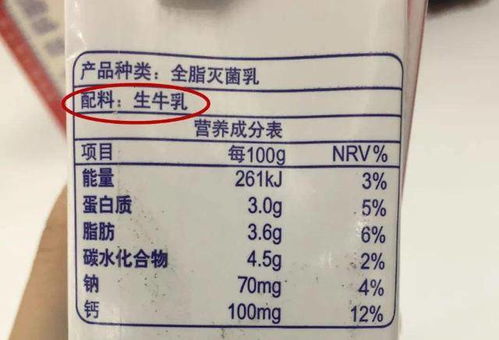 产品种类：全脂灭菌乳
配料：生牛乳
营养成分表
项目 每100g NRV%
能量 261kJ 3%
蛋白质 3.0g 5%
脂肪 3.6g 6%
碳水化合物 4.5g 2%
钠 70mg 4%
钙 100mg 12%